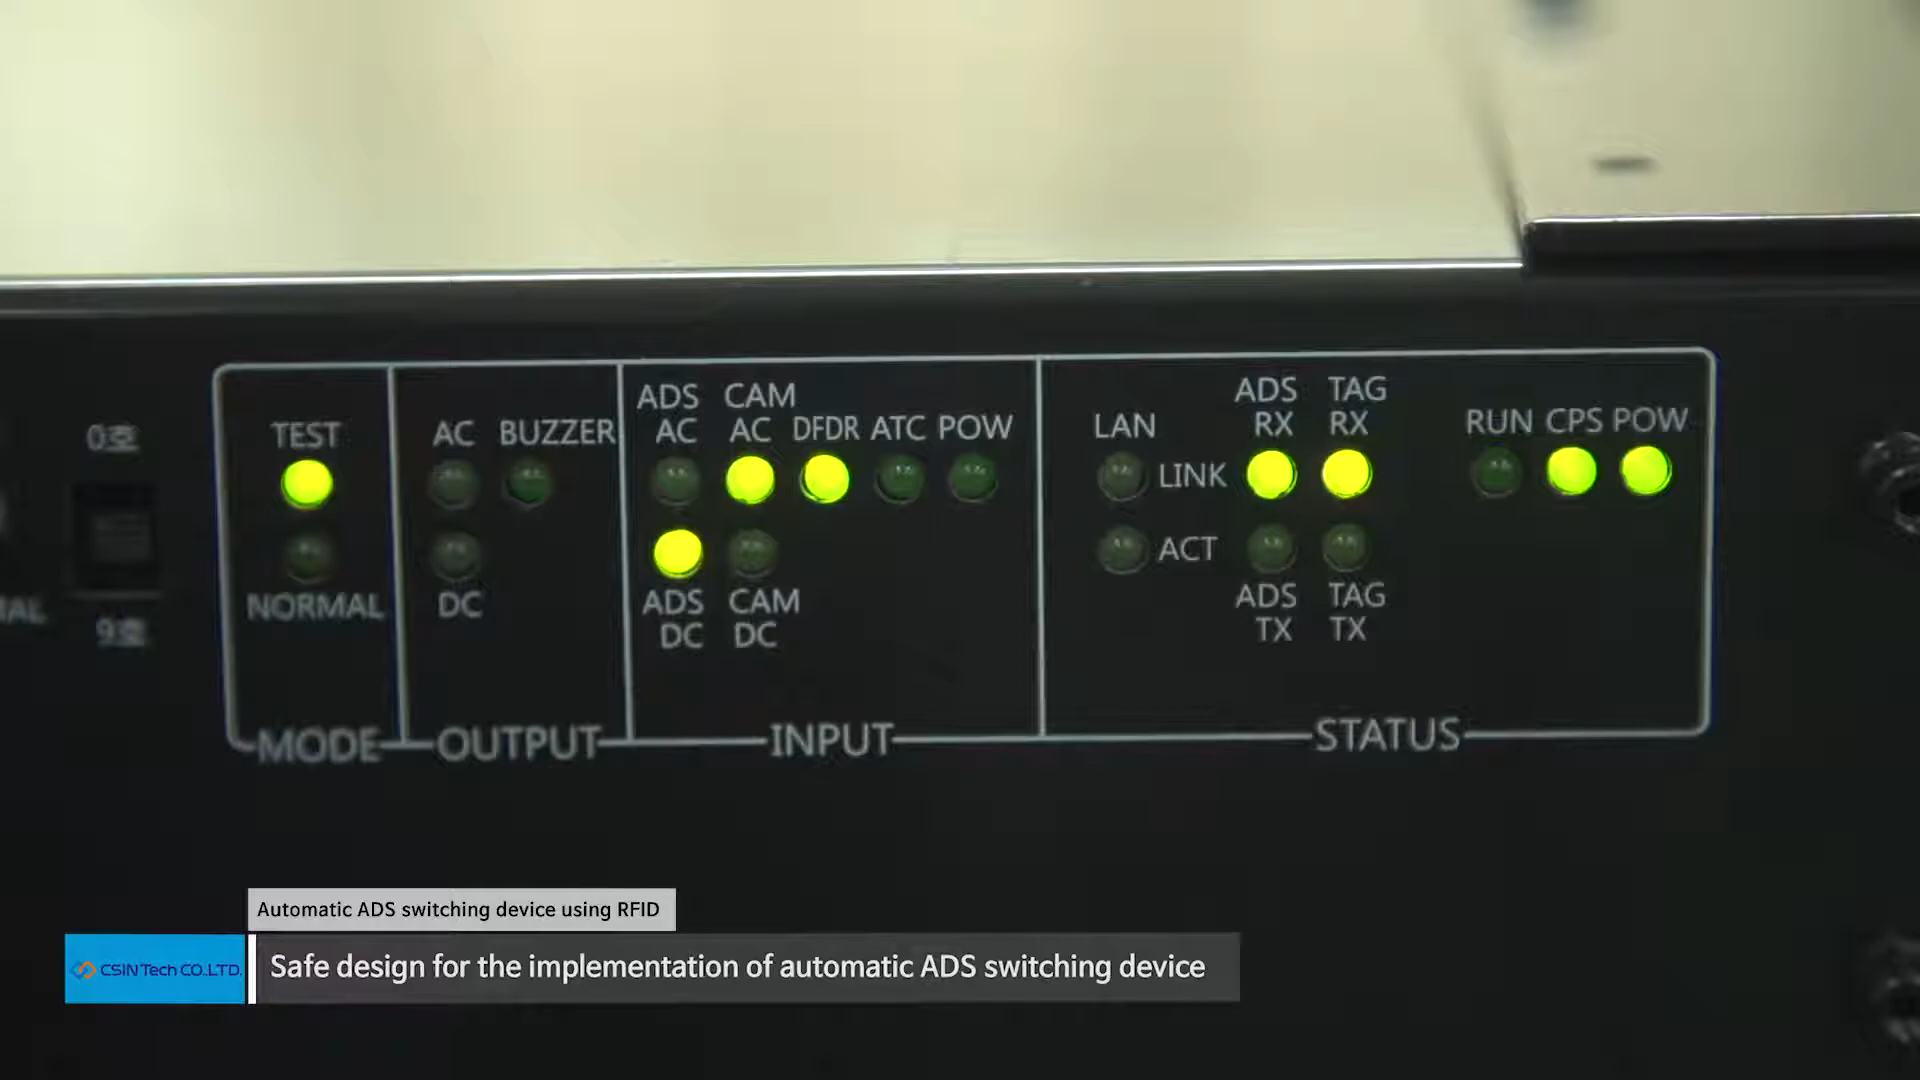 0호
9호
TEST
NORMAL
MODE
AC BUZZER
DC
OUTPUT
ADS CAM
AC AC DFDR ATC POW
ADS CAM
DC DC
INPUT
LAN
LINK
ACT
ADS TAG
RX RX
ADS TAG
TX TX
RUN CPS POW
STATUS
Automatic ADS switching device using RFID
CSINTech CO.,LTD.
Safe design for the implementation of automatic ADS switching device